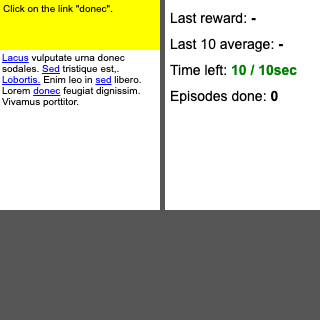 Click on the link "donec".
Lacus vulputate urna donec
sodales. Sed tristique est,.
Lobortis. Enim leo in sed libero.
Lorem donec feugiat dignissim.
Vivamus porttitor.
Last reward: -
Last 10 average: -
Time left: 10 / 10sec
Episodes done: 0